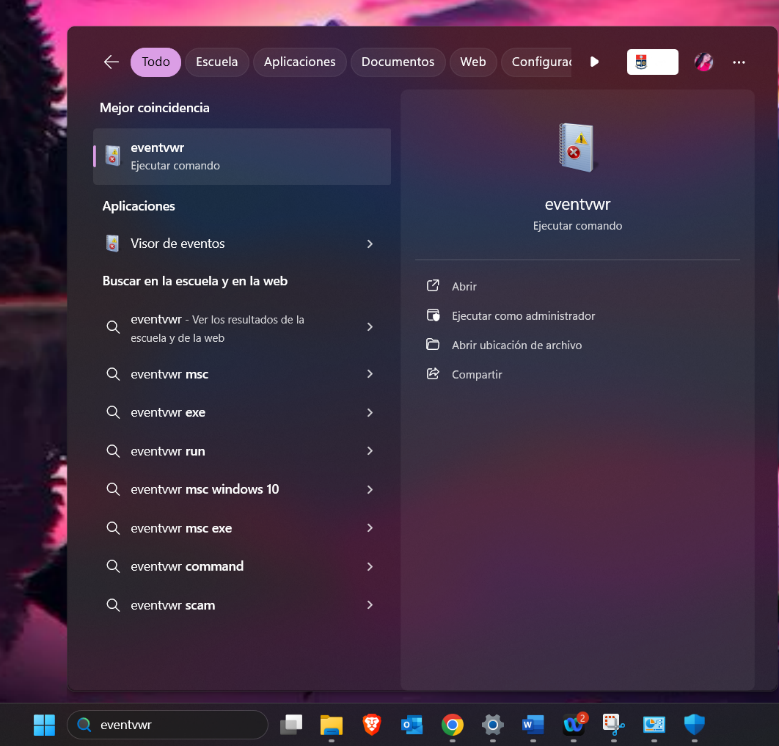 Todo
Escuela
Aplicaciones
Documentos
Web
Configurac
Mejor coincidencia
eventvwr
Ejecutar comando
Aplicaciones
Visor de eventos
Buscar en la escuela y en la web
eventvwr - Ver los resultados de la
escuela y de la web
eventvwr msc
eventvwr exe
eventvwr run
eventvwr msc windows 10
eventvwr msc exe
eventvwr command
eventvwr scam
eventvwr
Ejecutar comando
Abrir
Ejecutar como administrador
Abrir ubicación de archivo
Compartir
eventvwr
2